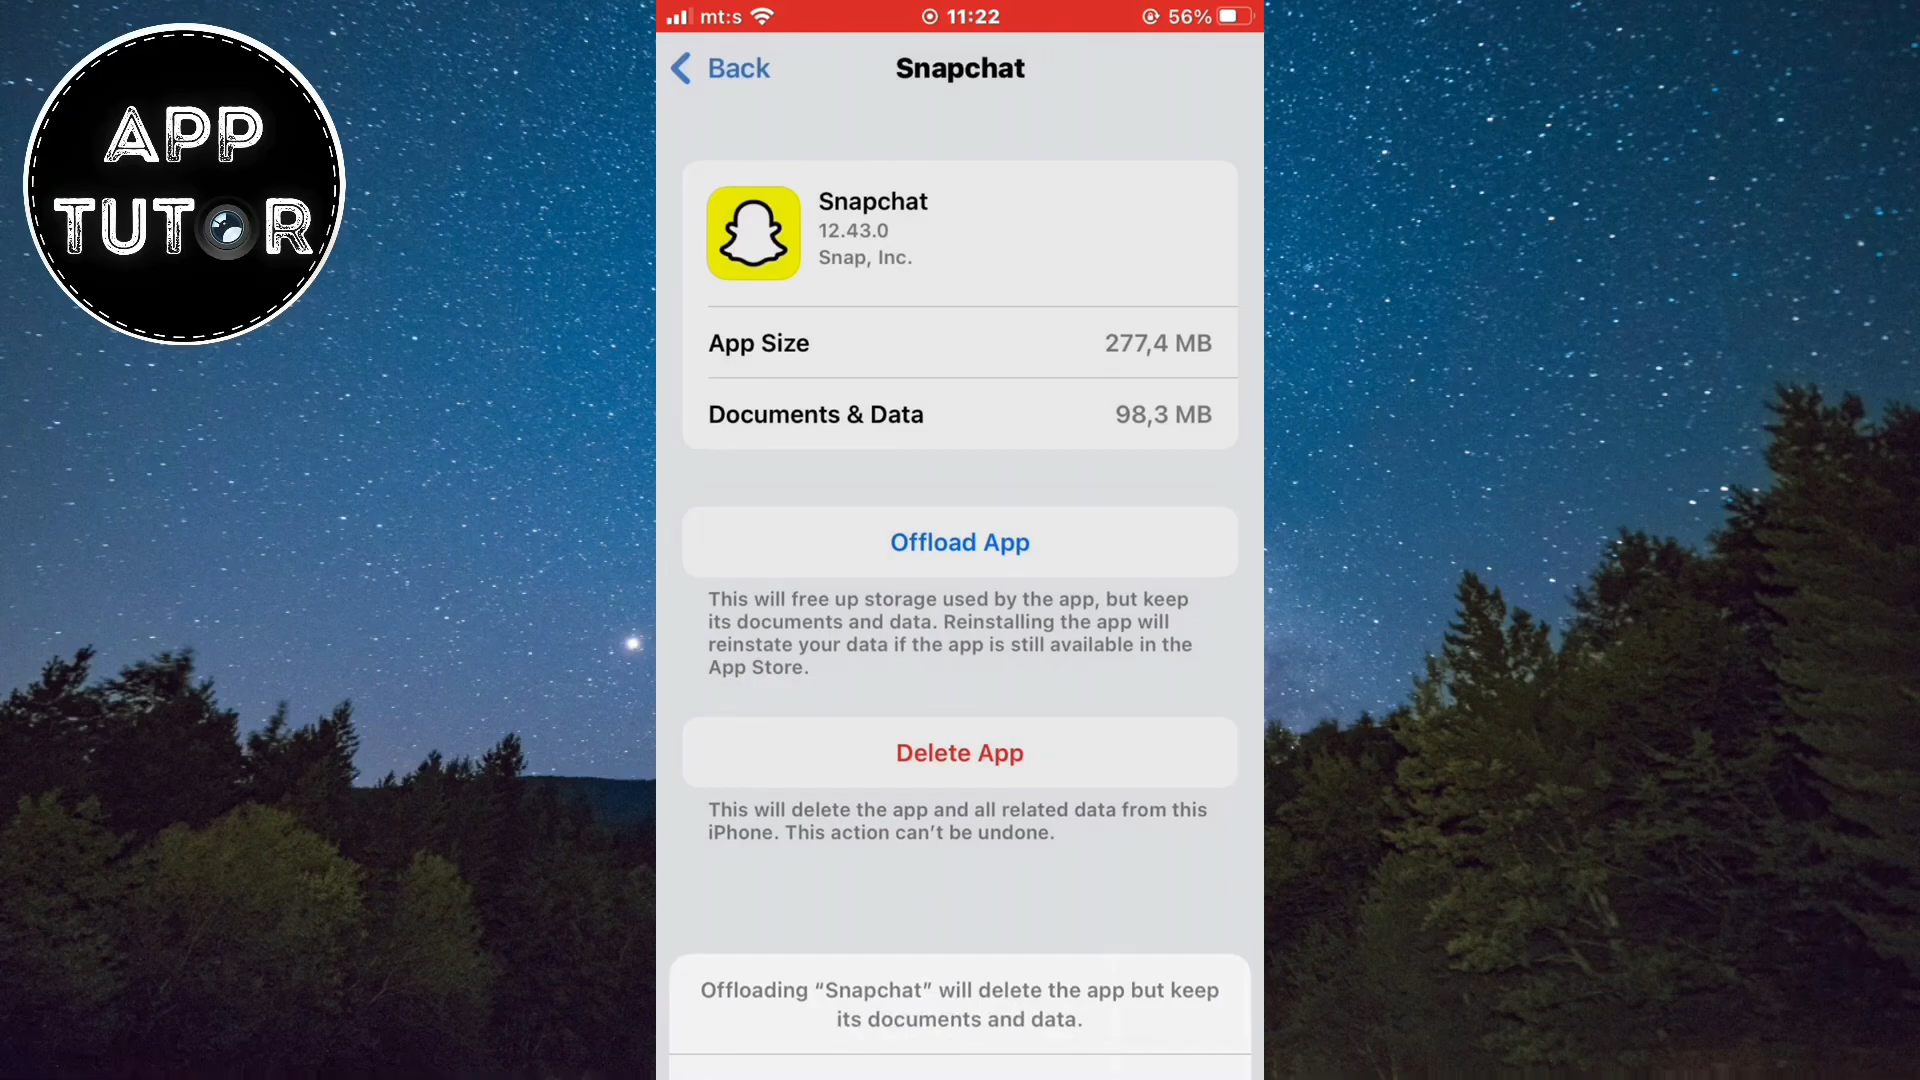 APP
TUTOR
mt:s
11:22
56%
Back
Snapchat
Snapchat
12.43.0
Snap, Inc.
App Size
277,4 MB
Documents & Data
98,3 MB
Offload App
This will free up storage used by the app, but keep
its documents and data. Reinstalling the app will
reinstate your data if the app is still available in the
App Store.
Delete App
This will delete the app and all related data from this
iPhone. This action can’t be undone.
Offloading “Snapchat” will delete the app but keep
its documents and data.